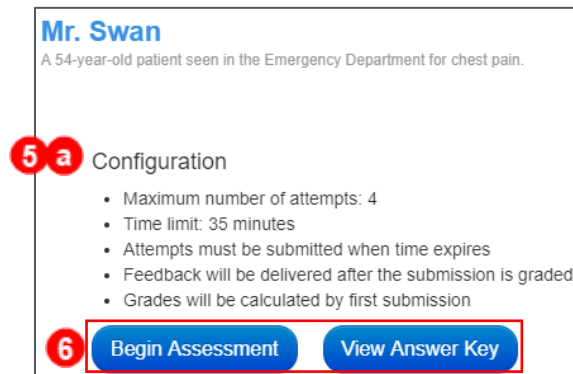 Mr. Swan
A 54-year-old patient seen in the Emergency Department for chest pain.
5 a Configuration
• Maximum number of attempts: 4
• Time limit: 35 minutes
• Attempts must be submitted when time expires
• Feedback will be delivered after the submission is graded
• Grades will be calculated by first submission
6 Begin Assessment View Answer Key